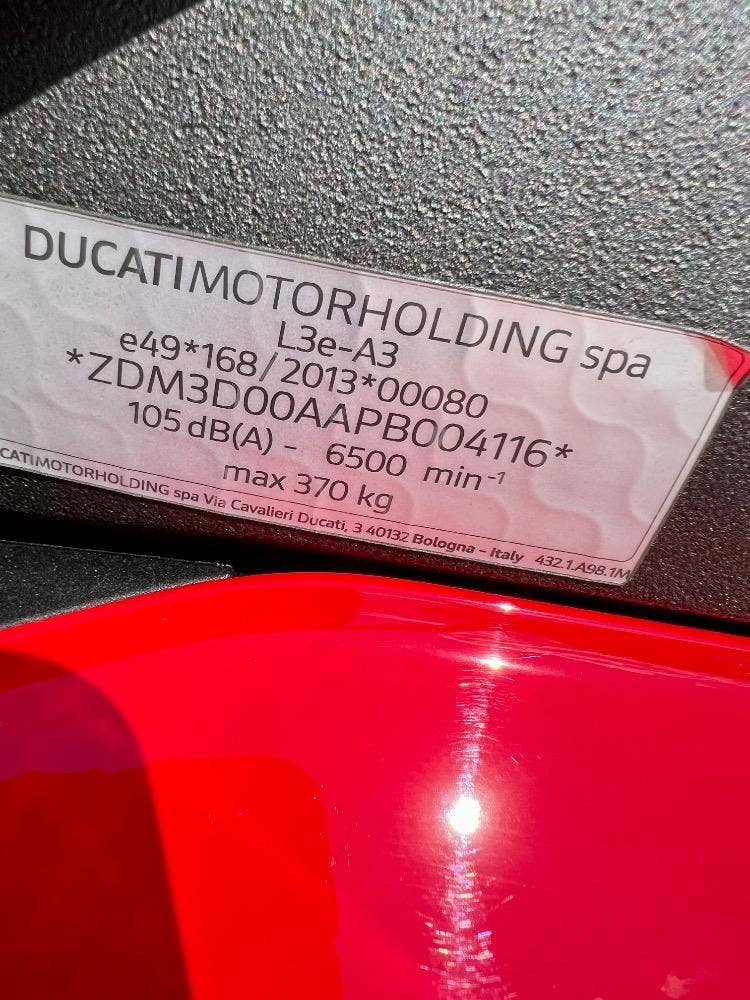 DUCATIMOTORHOLDING spa
L3e-A3
e49*168/2013*00080
*ZDM3D00AAPB004116*
105 dB(A) - 6500 min⁻¹
max 370 kg
CATIMOTORHOLDING spa Via Cavalieri Ducati, 3 40132 Bologna - Italy 432.1.A98.1M